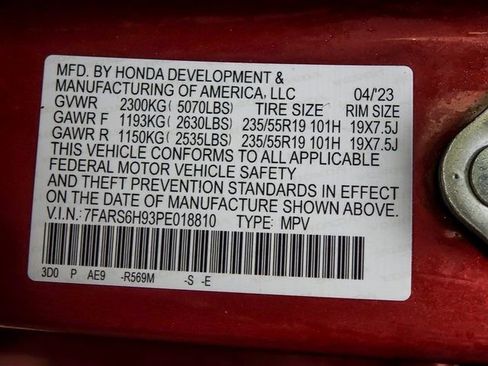 MFD. BY HONDA DEVELOPMENT &
MANUFACTURING OF AMERICA, LLC 04/'23
GVWR 2300KG( 5070LBS) TIRE SIZE RIM SIZE
GAWR F 1193KG( 2630LBS) 235/55R19 101H 19X7.5J
GAWR R 1150KG( 2535LBS) 235/55R19 101H 19X7.5J
THIS VEHICLE CONFORMS TO ALL APPLICABLE
FEDERAL MOTOR VEHICLE SAFETY
AND THEFT PREVENTION STANDARDS IN EFFECT
ON THE DATE OF MANUFACTURE SHOWN ABOVE.
V.I.N.: 7FARS6H93PE018810 TYPE: MPV
3D0 P AE9 -R569M -S -E